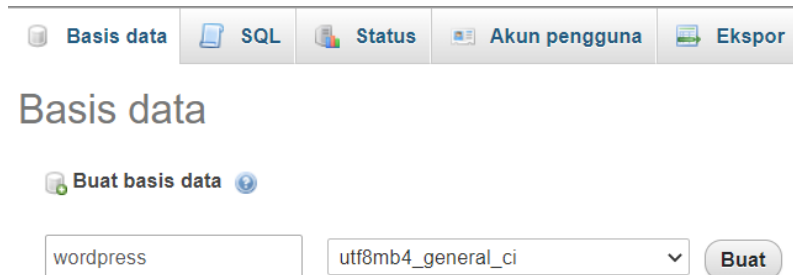 Basis data SQL Status Akun pengguna Ekspor
Basis data
Buat basis data
wordpress utf8mb4_general_ci Buat